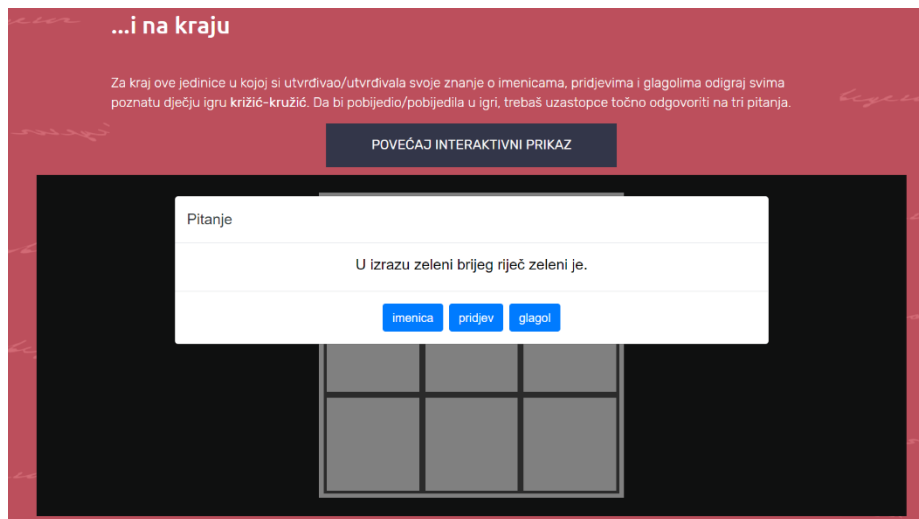 ...i na kraju
Za kraj ove jedinice u kojoj si utvrđivao/utvrđivala svoje znanje o imenicama, pridjevima i glagolima odigraj svima
poznatu dječju igru križić-kružić. Da bi pobijedio/pobijedila u igri, trebaš uzastopce točno odgovoriti na tri pitanja.
POVEĆAJ INTERAKTIVNI PRIKAZ
Pitanje
U izrazu zeleni brijeg riječ zeleni je.
imenica pridjev glagol